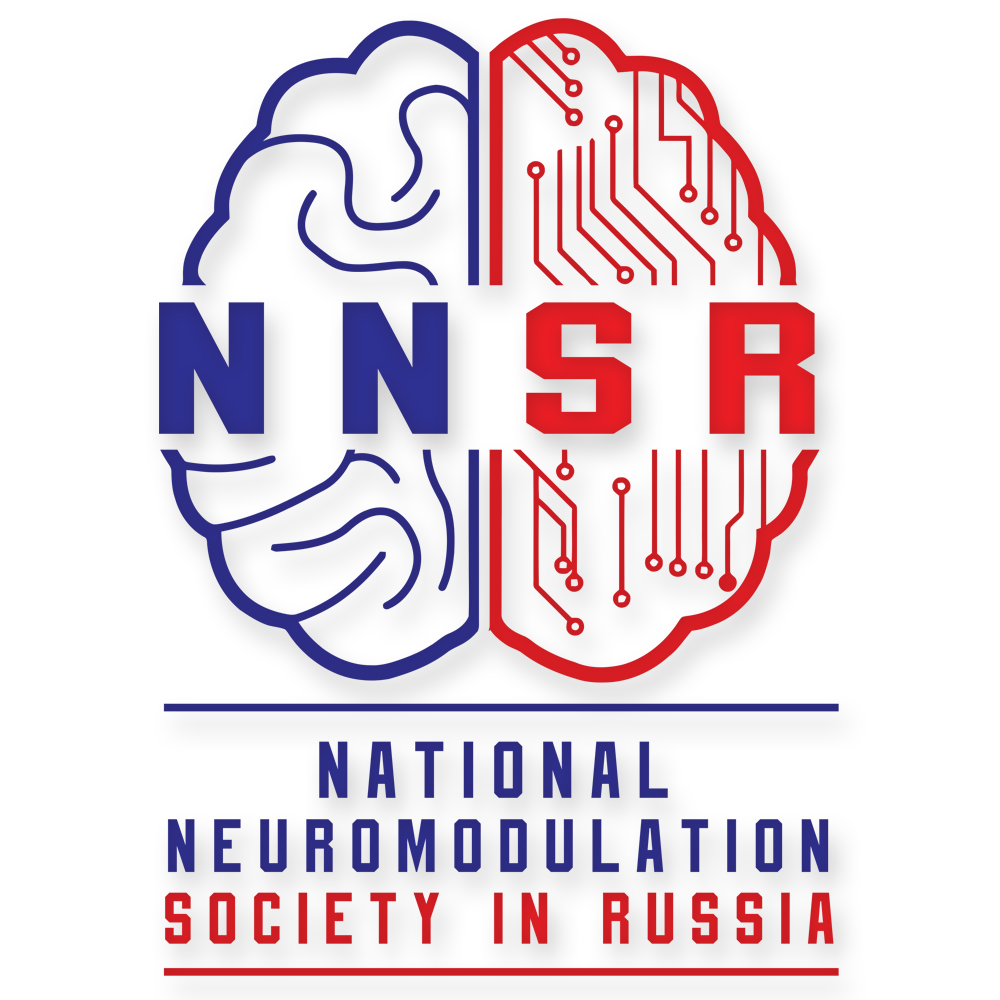 NNSR
NATIONAL
NEUROMODULATION
SOCIETY IN RUSSIA